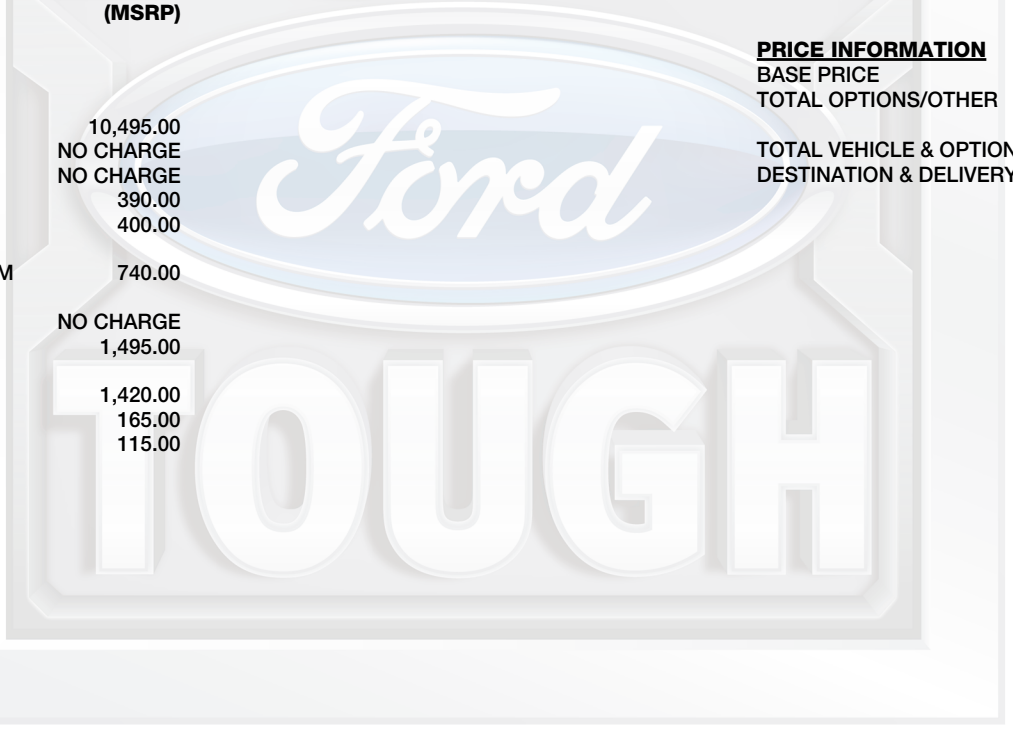 (MSRP)
10,495.00
NO CHARGE
NO CHARGE
390.00
400.00
M 740.00
NO CHARGE
1,495.00
1,420.00
165.00
115.00
PRICE INFORMATION
BASE PRICE
TOTAL OPTIONS/OTHER
TOTAL VEHICLE & OPTION
DESTINATION & DELIVERY
Ford
TOUGH